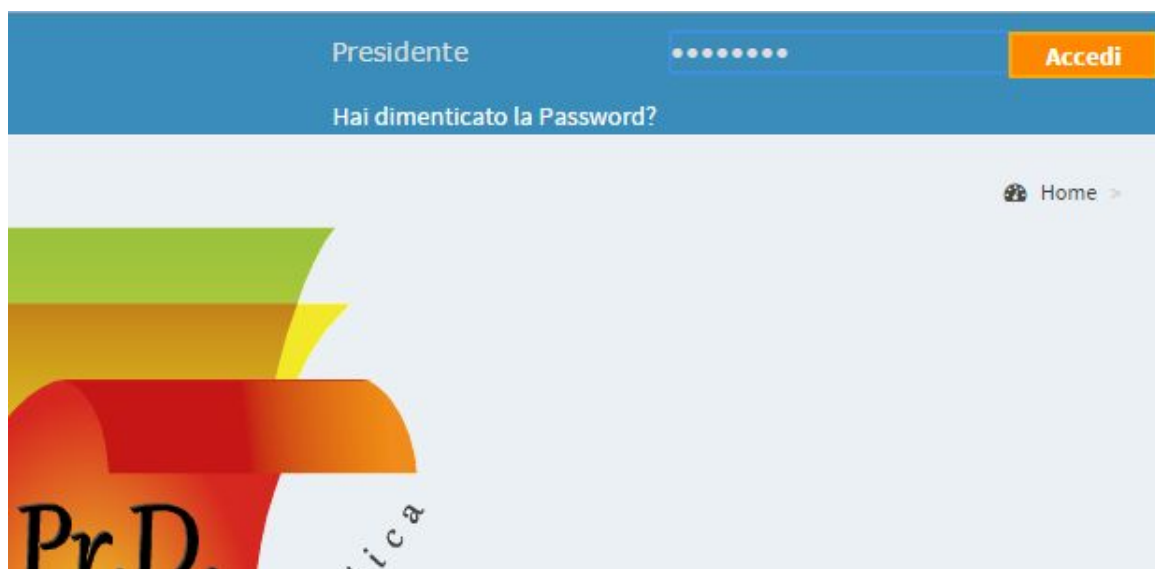 Presidente •••••••• Accedi
Hai dimenticato la Password?
Home >
Pr.D.